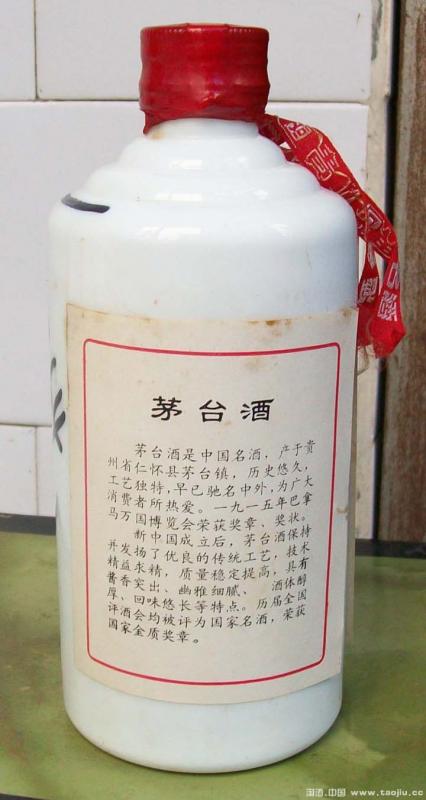 茅台酒
茅台酒是中国名酒，产于贵
州省仁怀县茅台镇，历史悠久，
工艺独特，早已驰名中外，为广大
消费者所热爱。一九一五年巴拿
马万国博览会荣获奖章、奖状。
新中国成立后，茅台酒保持
并发扬了优良的传统工艺，技术
精益求精，质量稳定提高，具有
酱香突出、幽雅细腻、酒体醇
厚、回味悠长等特点。历届全国
评酒会均被评为国家名酒，荣获
国家金质奖章。
淘酒.中国 www.taojiu.cc